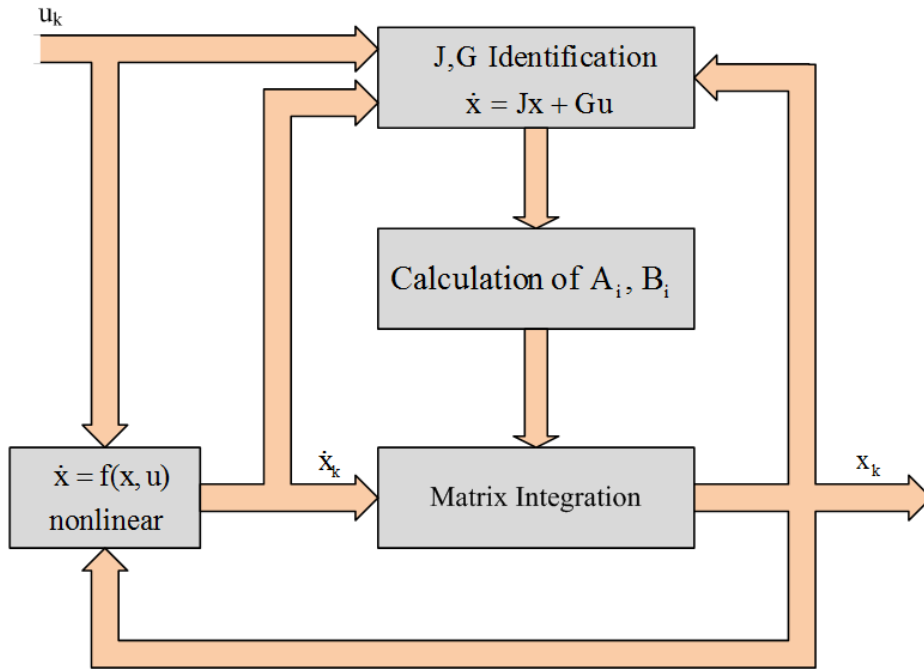 u_k
J,G Identification
ẋ = Jx + Gu
Calculation of A_i, B_i
ẋ = f(x, u)
nonlinear
ẋ_k
Matrix Integration
x_k